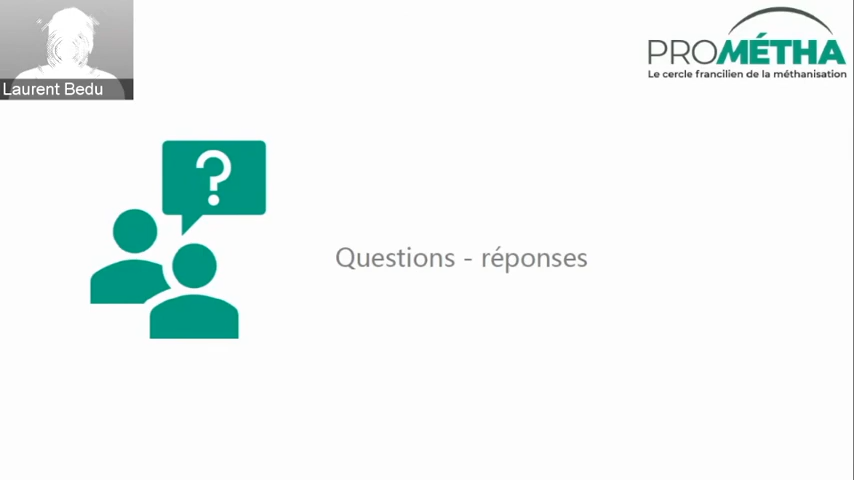 Laurent Bedu
PROMÉTHA
Le cercle francilien de la méthanisation
?
Questions - réponses